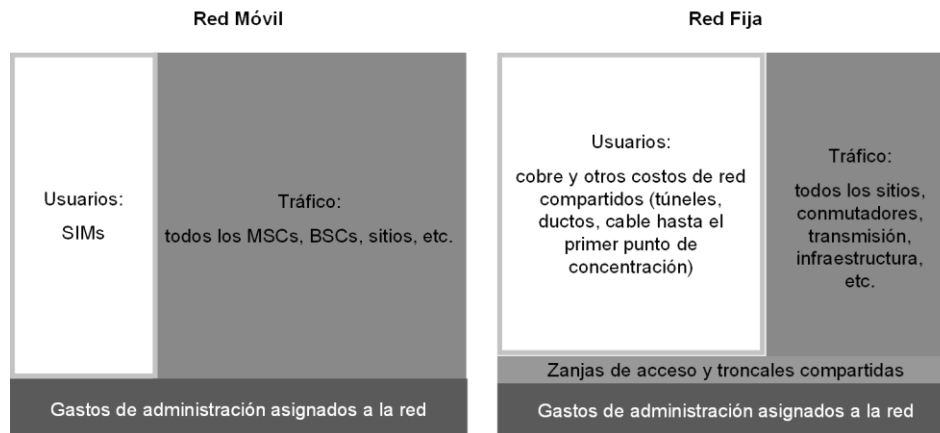 Red Móvil
Usuarios:
SIMs
Tráfico:
todos los MSCs, BSCs, sitios, etc.
Gastos de administración asignados a la red
Red Fija
Usuarios:
cobre y otros costos de red
compartidos (túneles,
ductos, cable hasta el
primer punto de
concentración)
Tráfico:
todos los sitios,
conmutadores,
transmisión,
infraestructura,
etc.
Zanjas de acceso y troncales compartidas
Gastos de administración asignados a la red